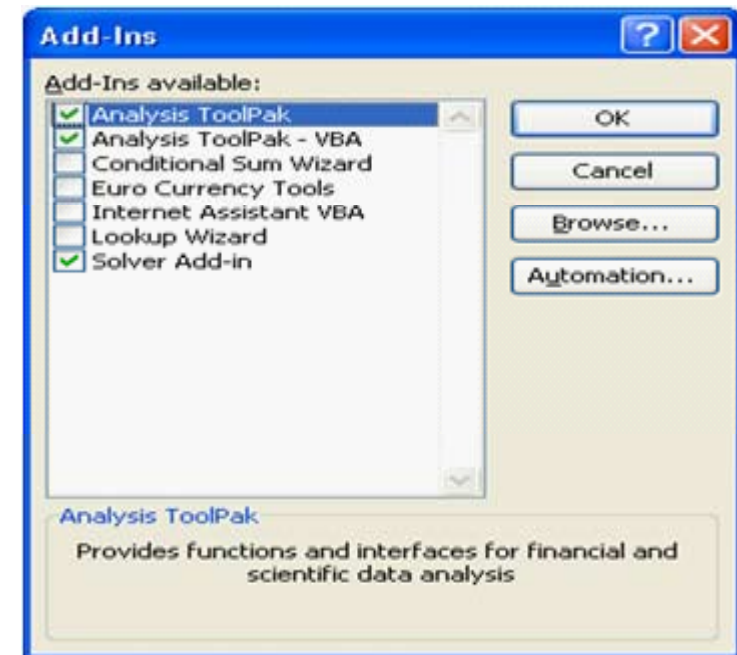 Add-Ins
Add-Ins available:
Analysis ToolPak
Analysis ToolPak - VBA
Conditional Sum Wizard
Euro Currency Tools
Internet Assistant VBA
Lookup Wizard
Solver Add-in
OK
Cancel
Browse...
Automation...
Analysis ToolPak
Provides functions and interfaces for financial and
scientific data analysis